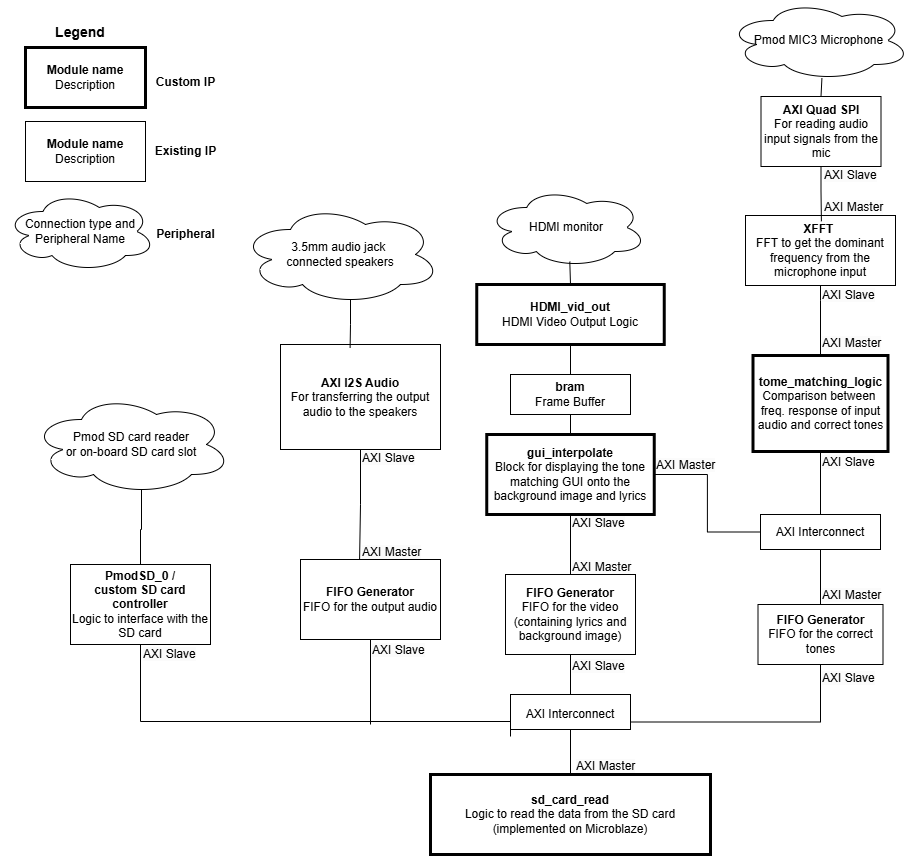 Legend
Module name
Description
Custom IP
Module name
Description
Existing IP
Connection type and
Peripheral Name
Peripheral
Pmod MIC3 Microphone
AXI Quad SPI
For reading audio
input signals from the
mic
AXI Slave
AXI Master
XFFT
FFT to get the dominant
frequency from the
microphone input
AXI Slave
AXI Master
tome_matching_logic
Comparison between
freq. response of input
audio and correct tones
AXI Slave
AXI Interconnect
AXI Master
FIFO Generator
FIFO for the correct
tones
AXI Slave
HDMI monitor
HDMI_vid_out
HDMI Video Output Logic
bram
Frame Buffer
gui_interpolate
Block for displaying the tone
matching GUI onto the
background image and lyrics
AXI Master
AXI Slave
AXI Master
FIFO Generator
FIFO for the video
(containing lyrics and
background image)
AXI Slave
3.5mm audio jack
connected speakers
AXI I2S Audio
For transferring the output
audio to the speakers
AXI Slave
AXI Master
FIFO Generator
FIFO for the output audio
AXI Slave
Pmod SD card reader
or on-board SD card slot
PmodSD_0 /
custom SD card
controller
Logic to interface with the
SD card
AXI Slave
AXI Interconnect
AXI Master
sd_card_read
Logic to read the data from the SD card
(implemented on Microblaze)